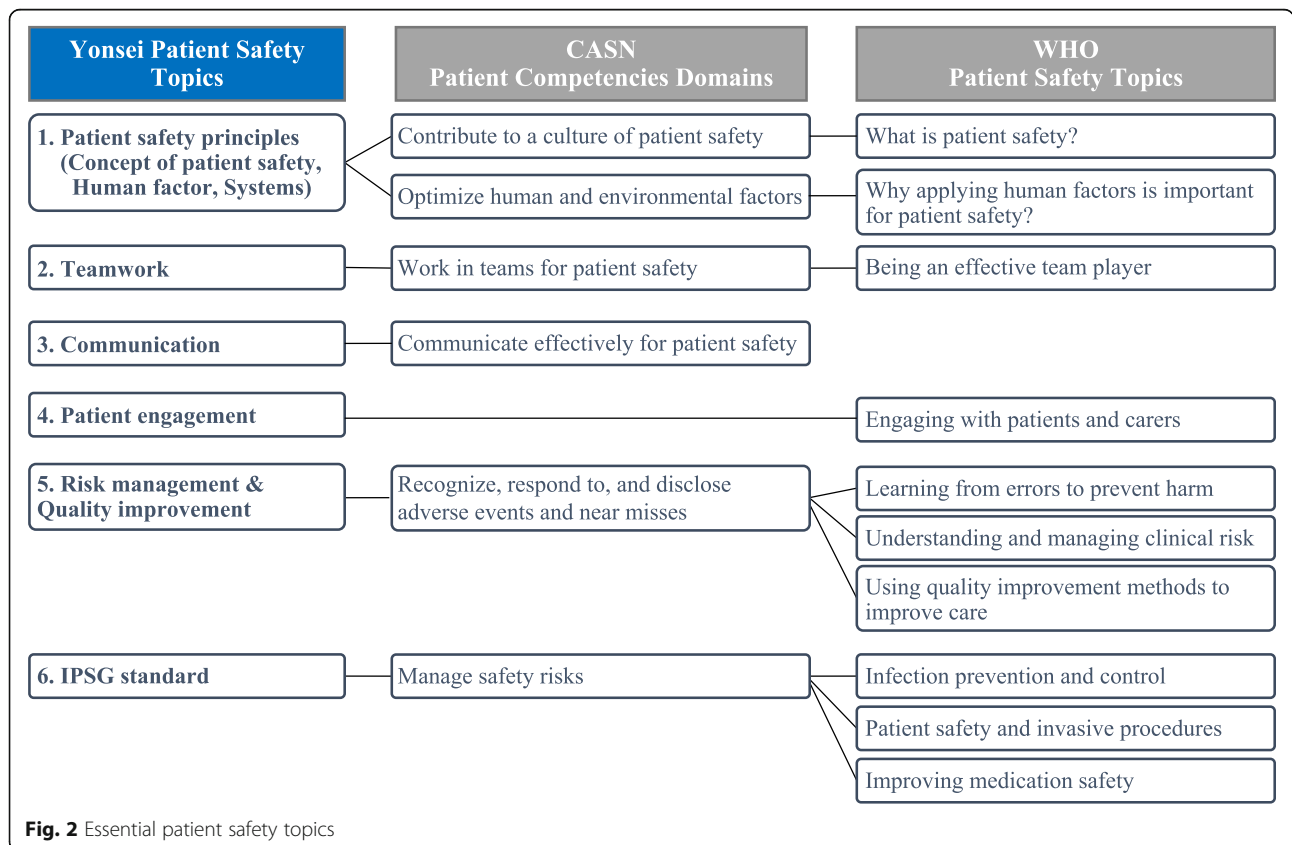 Yonsei Patient Safety
Topics
CASN
Patient Competencies Domains
WHO
Patient Safety Topics
1. Patient safety principles
(Concept of patient safety,
Human factor, Systems)
Contribute to a culture of patient safety
What is patient safety?
Optimize human and environmental factors
Why applying human factors is important
for patient safety?
2. Teamwork
Work in teams for patient safety
Being an effective team player
3. Communication
Communicate effectively for patient safety
4. Patient engagement
Engaging with patients and carers
5. Risk management &
Quality improvement
Recognize, respond to, and disclose
adverse events and near misses
Learning from errors to prevent harm
Understanding and managing clinical risk
Using quality improvement methods to
improve care
6. IPSG standard
Manage safety risks
Infection prevention and control
Patient safety and invasive procedures
Improving medication safety
Fig. 2 Essential patient safety topics